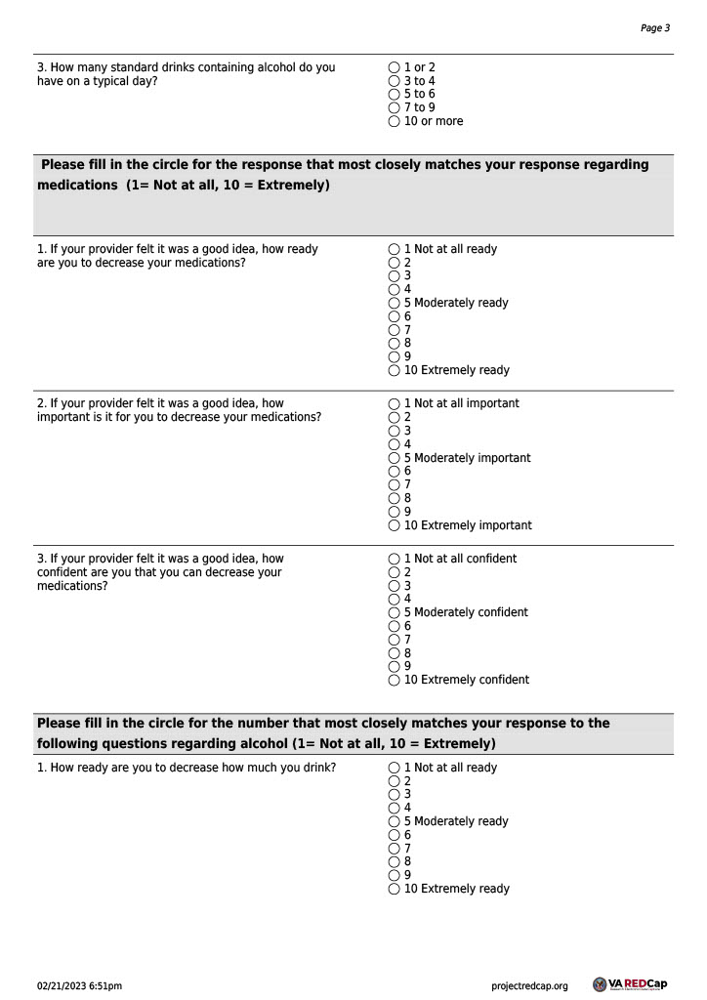 Page 3
3. How many standard drinks containing alcohol do you
have on a typical day?
1 or 2
3 to 4
5 to 6
7 to 9
10 or more
Please fill in the circle for the response that most closely matches your response regarding
medications (1= Not at all, 10 = Extremely)
1. If your provider felt it was a good idea, how ready
are you to decrease your medications?
1 Not at all ready
2
3
4
5 Moderately ready
6
7
8
9
10 Extremely ready
2. If your provider felt it was a good idea, how
important is it for you to decrease your medications?
1 Not at all important
2
3
4
5 Moderately important
6
7
8
9
10 Extremely important
3. If your provider felt it was a good idea, how
confident are you that you can decrease your
medications?
1 Not at all confident
2
3
4
5 Moderately confident
6
7
8
9
10 Extremely confident
Please fill in the circle for the number that most closely matches your response to the
following questions regarding alcohol (1= Not at all, 10 = Extremely)
1. How ready are you to decrease how much you drink?
1 Not at all ready
2
3
4
5 Moderately ready
6
7
8
9
10 Extremely ready
02/21/2023 6:51pm
projectredcap.org
VA REDCap